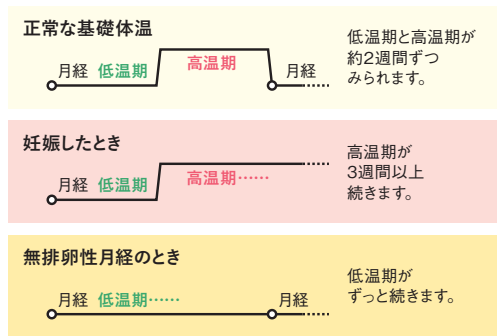 正常な基礎体温
月経 低温期 高温期 月経
低温期と高温期が
約2週間ずつ
みられます。
妊娠したとき
月経 低温期 高温期……
高温期が
3週間以上
続きます。
無排卵性月経のとき
月経 低温期…… 月経
低温期が
ずっと続きます。